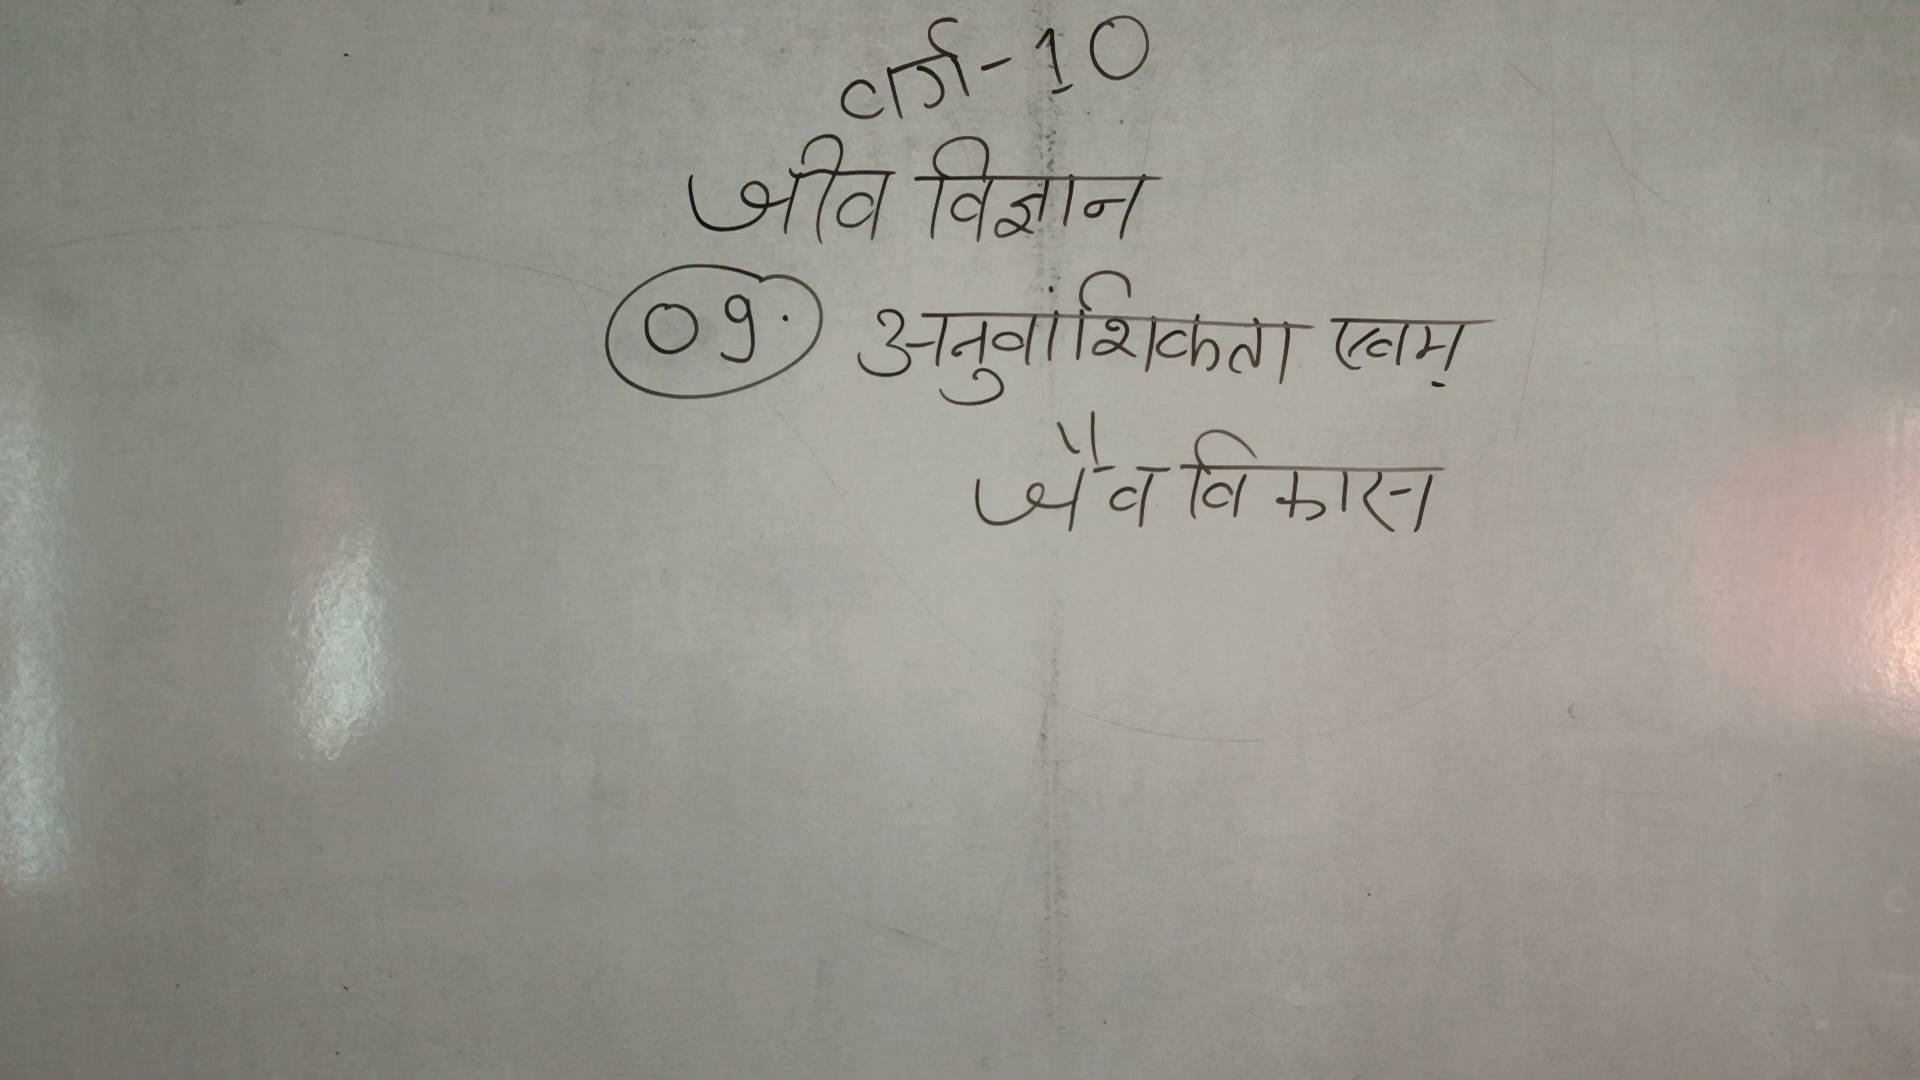 वर्ग-10
जीव विज्ञान
09. अनुवांशिकता एवम्
जैव विकास